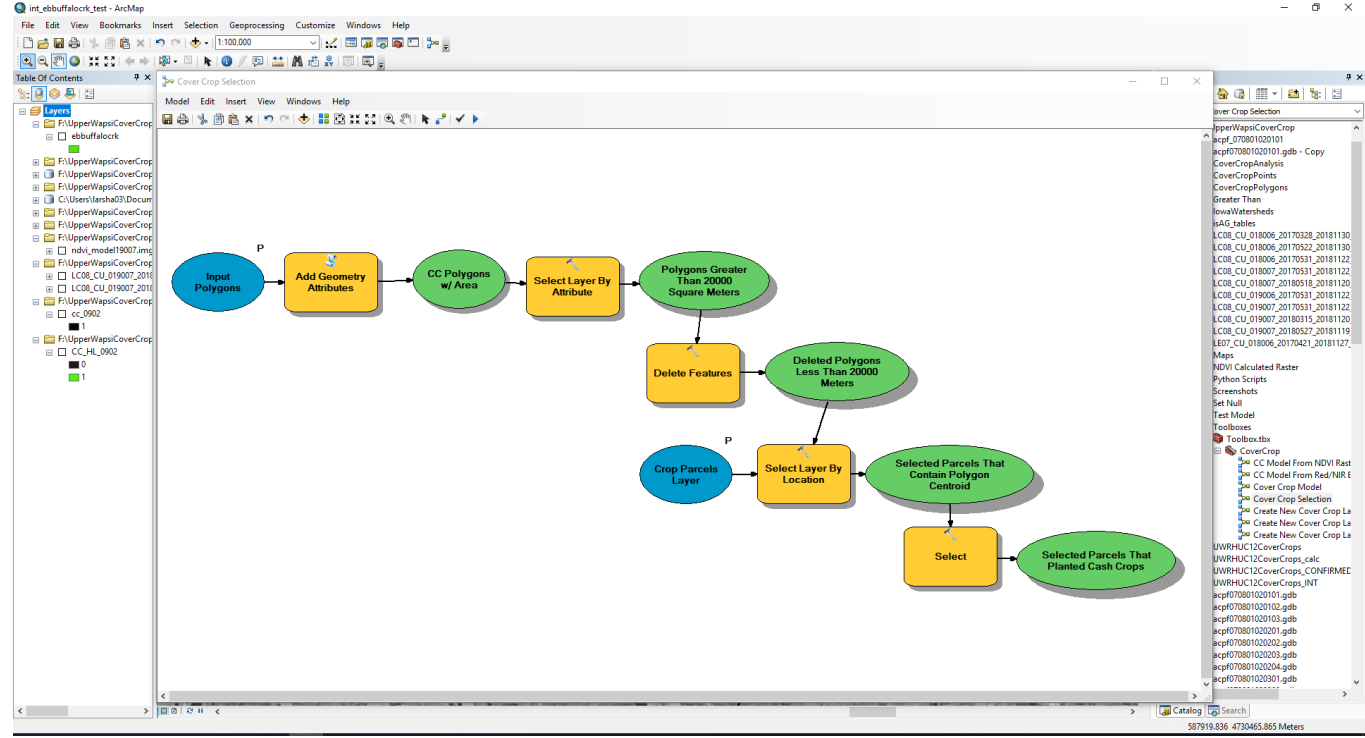 int_ebbuffalocrk_test - ArcMap
File Edit View Bookmarks Insert Selection Geoprocessing Customize Windows Help
1:100,000
Table Of Contents
Layers
F:\UpperWapsiCoverCrop
ebbuffalocrk
F:\UpperWapsiCoverCrop
F:\UpperWapsiCoverCrop
F:\UpperWapsiCoverCrop
C:\Users\larsha03\Docum
F:\UpperWapsiCoverCrop
F:\UpperWapsiCoverCrop
F:\UpperWapsiCoverCrop
ndvi_model19007.img
F:\UpperWapsiCoverCrop
LC08_CU_019007_2018
LC08_CU_019007_2018
F:\UpperWapsiCoverCrop
cc_0902
1
F:\UpperWapsiCoverCrop
CC_HL_0902
0
1
Cover Crop Selection
Model Edit Insert View Windows Help
P
Input
Polygons
Add Geometry
Attributes
CC Polygons
w/ Area
Select Layer By
Attribute
Polygons Greater
Than 20000
Square Meters
Delete Features
Deleted Polygons
Less Than 20000
Meters
P
Crop Parcels
Layer
Select Layer By
Location
Selected Parcels That
Contain Polygon
Centroid
Select
Selected Parcels That
Planted Cash Crops
over Crop Selection
pperWapsiCoverCrop
acpf_070801020101
acpf070801020101.gdb - Copy
CoverCropAnalysis
CoverCropPoints
CoverCropPolygons
Greater Than
IowaWatersheds
isAG_tables
LC08_CU_018006_20170328_20181130
LC08_CU_018006_20170522_20181130
LC08_CU_018006_20170531_20181122
LC08_CU_018007_20170531_20181122
LC08_CU_018007_20180518_20181120
LC08_CU_019006_20170531_20181122
LC08_CU_019007_20170531_20181122
LC08_CU_019007_20180315_20181120
LC08_CU_019007_20180527_20181119
LE07_CU_018006_20170421_20181127_
Maps
NDVI Calculated Raster
Python Scripts
Screenshots
Set Null
Test Model
Toolboxes
Toolbox.tbx
CoverCrop
CC Model From NDVI Rast
CC Model From Red/NIR E
Cover Crop Model
Cover Crop Selection
Create New Cover Crop La
Create New Cover Crop La
Create New Cover Crop La
UWRHUC12CoverCrops
UWRHUC12CoverCrops_calc
UWRHUC12CoverCrops_CONFIRMED
UWRHUC12CoverCrops_INT
acpf070801020101.gdb
acpf070801020102.gdb
acpf070801020103.gdb
acpf070801020201.gdb
acpf070801020202.gdb
acpf070801020203.gdb
acpf070801020204.gdb
acpf070801020301.gdb
Catalog Search
587919.836 4730465.865 Meters